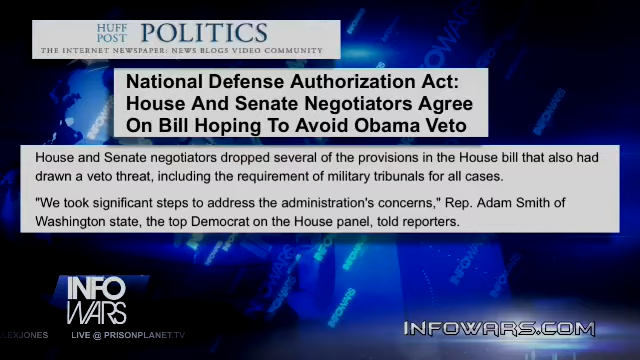 HUFF
POST
POLITICS
THE INTERNET NEWSPAPER: NEWS BLOGS VIDEO COMMUNITY
INFOWARS
National Defense Authorization Act:
House And Senate Negotiators Agree
On Bill Hoping To Avoid Obama Veto
House and Senate negotiators dropped several of the provisions in the House bill that also had
drawn a veto threat, including the requirement of military tribunals for all cases.
"We took significant steps to address the administration's concerns," Rep. Adam Smith of
Washington state, the top Democrat on the House panel, told reporters.
INFO
WARS
LEXJONES
LIVE @ PRISONPLANET.TV
INFOWARS.COM